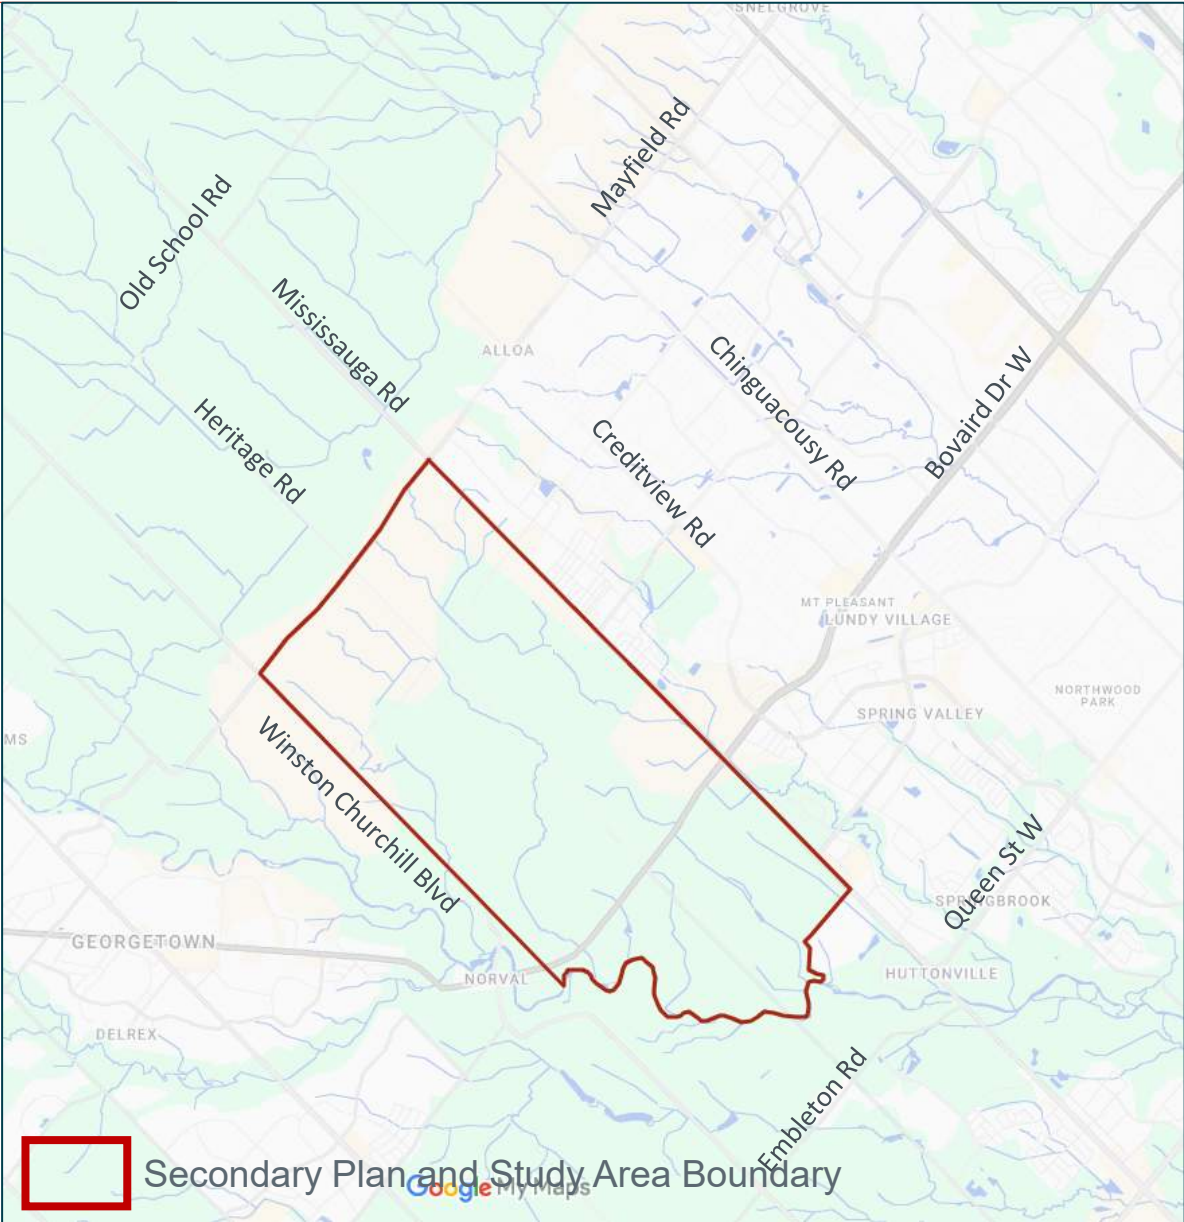 SNELGROVE
Mayfield Rd
Old School Rd
Mississauga Rd
ALLOA
Chinguacousy Rd
Bovaird Dr W
Heritage Rd
Creditview Rd
MT PLEASANT
LUNDY VILLAGE
NORTHWOOD
PARK
SPRING VALLEY
MS
Winston Churchill Blvd
Queen St W
SPRINGBROOK
GEORGETOWN
NORVAL
HUTTONVILLE
DELREX
Embleton Rd
Secondary Plan and Study Area Boundary
Google My Maps